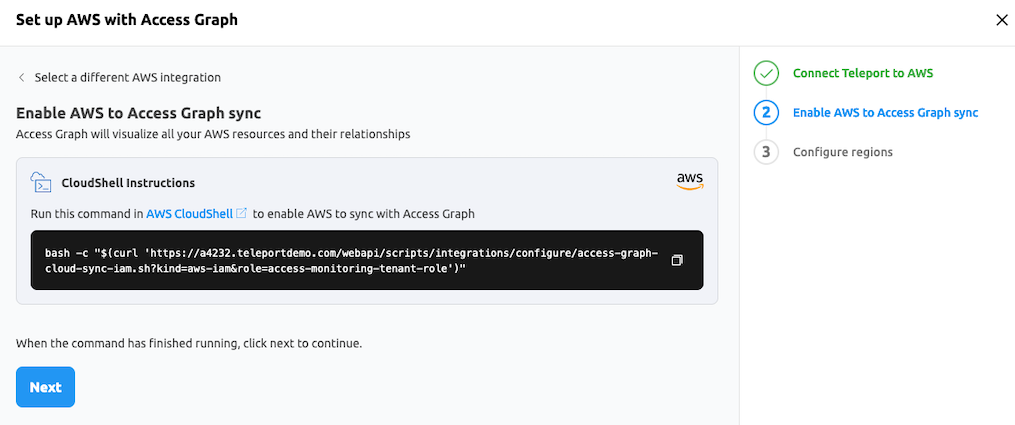 Set up AWS with Access Graph
Select a different AWS integration
Enable AWS to Access Graph sync
Access Graph will visualize all your AWS resources and their relationships
CloudShell Instructions
aws
Run this command in AWS CloudShell to enable AWS to sync with Access Graph
bash -c "$(curl 'https://a4232.teleportdemo.com/webapi/scripts/integrations/configure/access-graph-
cloud-sync-iam.sh?kind=aws-iam&role=access-monitoring-tenant-role')"
When the command has finished running, click next to continue.
Next
Connect Teleport to AWS
2 Enable AWS to Access Graph sync
3 Configure regions